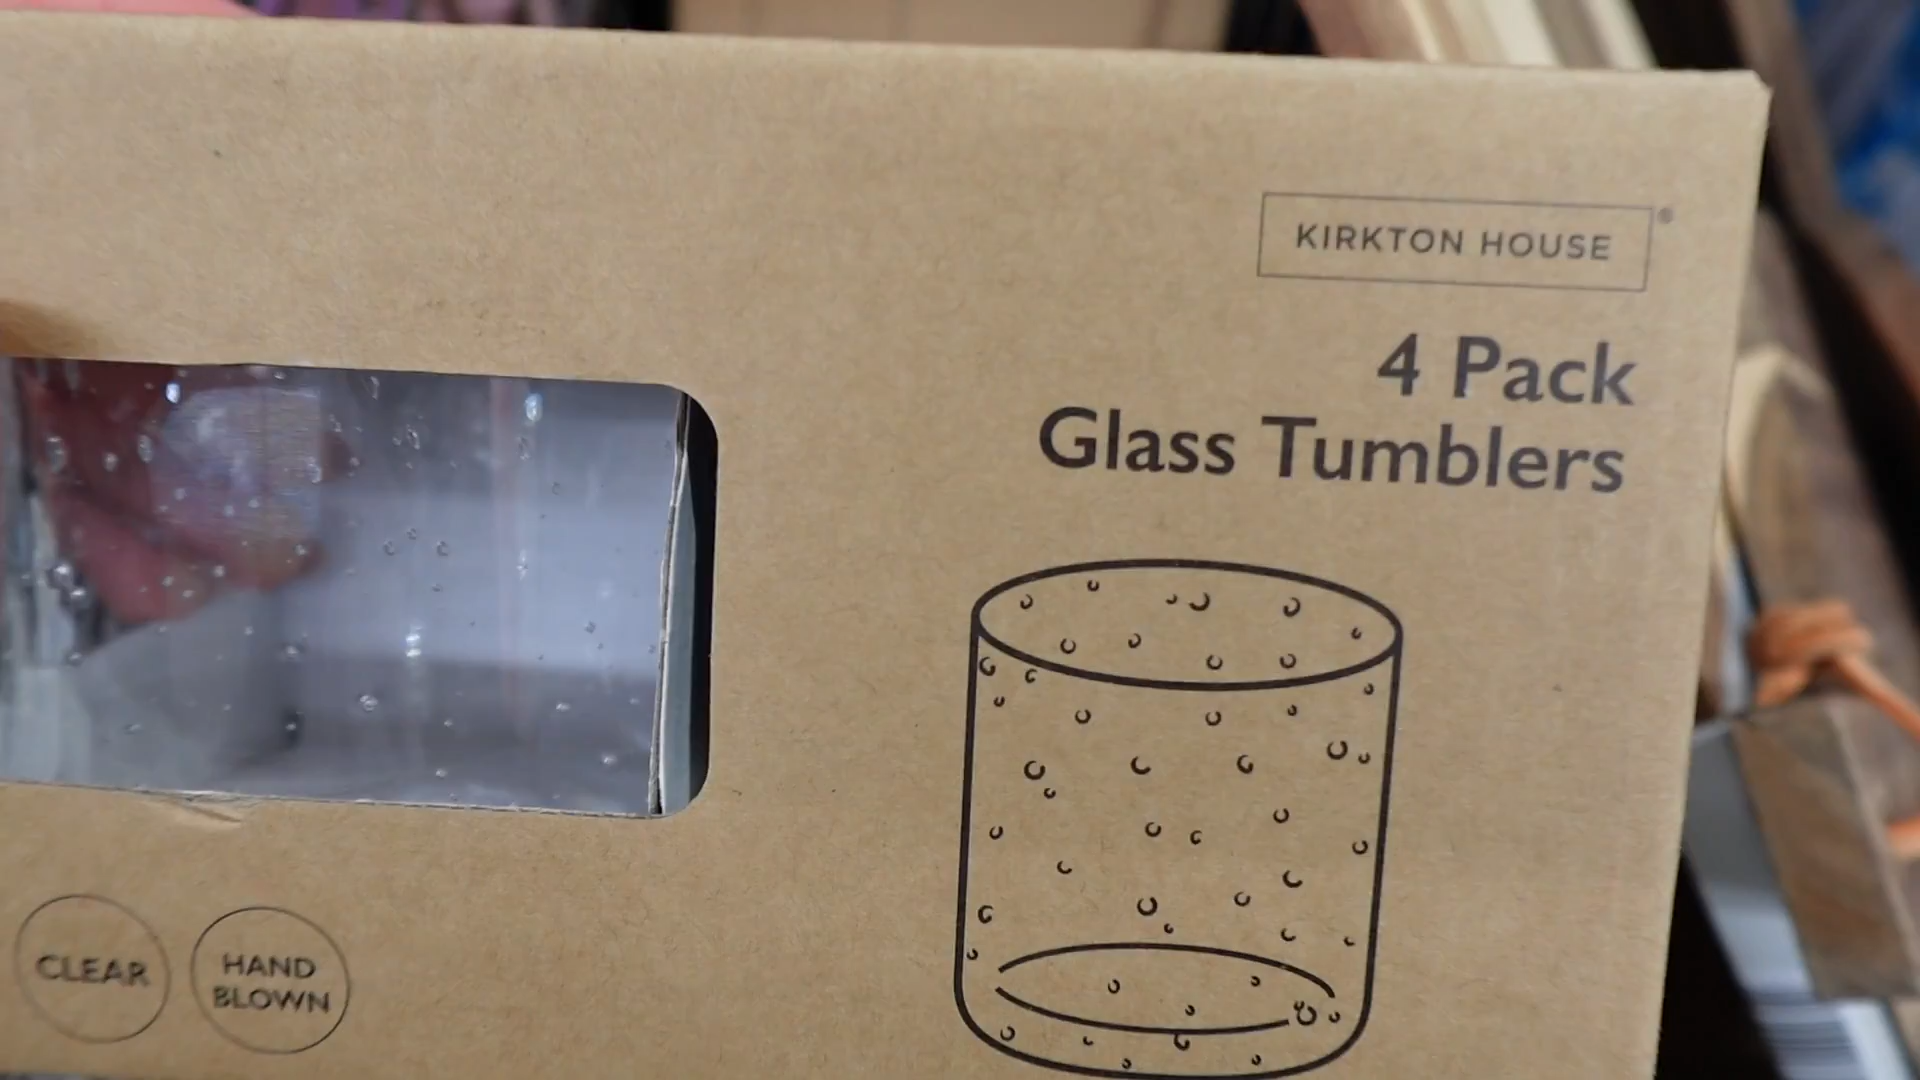 KIRKTON HOUSE®
4 Pack
Glass Tumblers
CLEAR
HAND
BLOWN